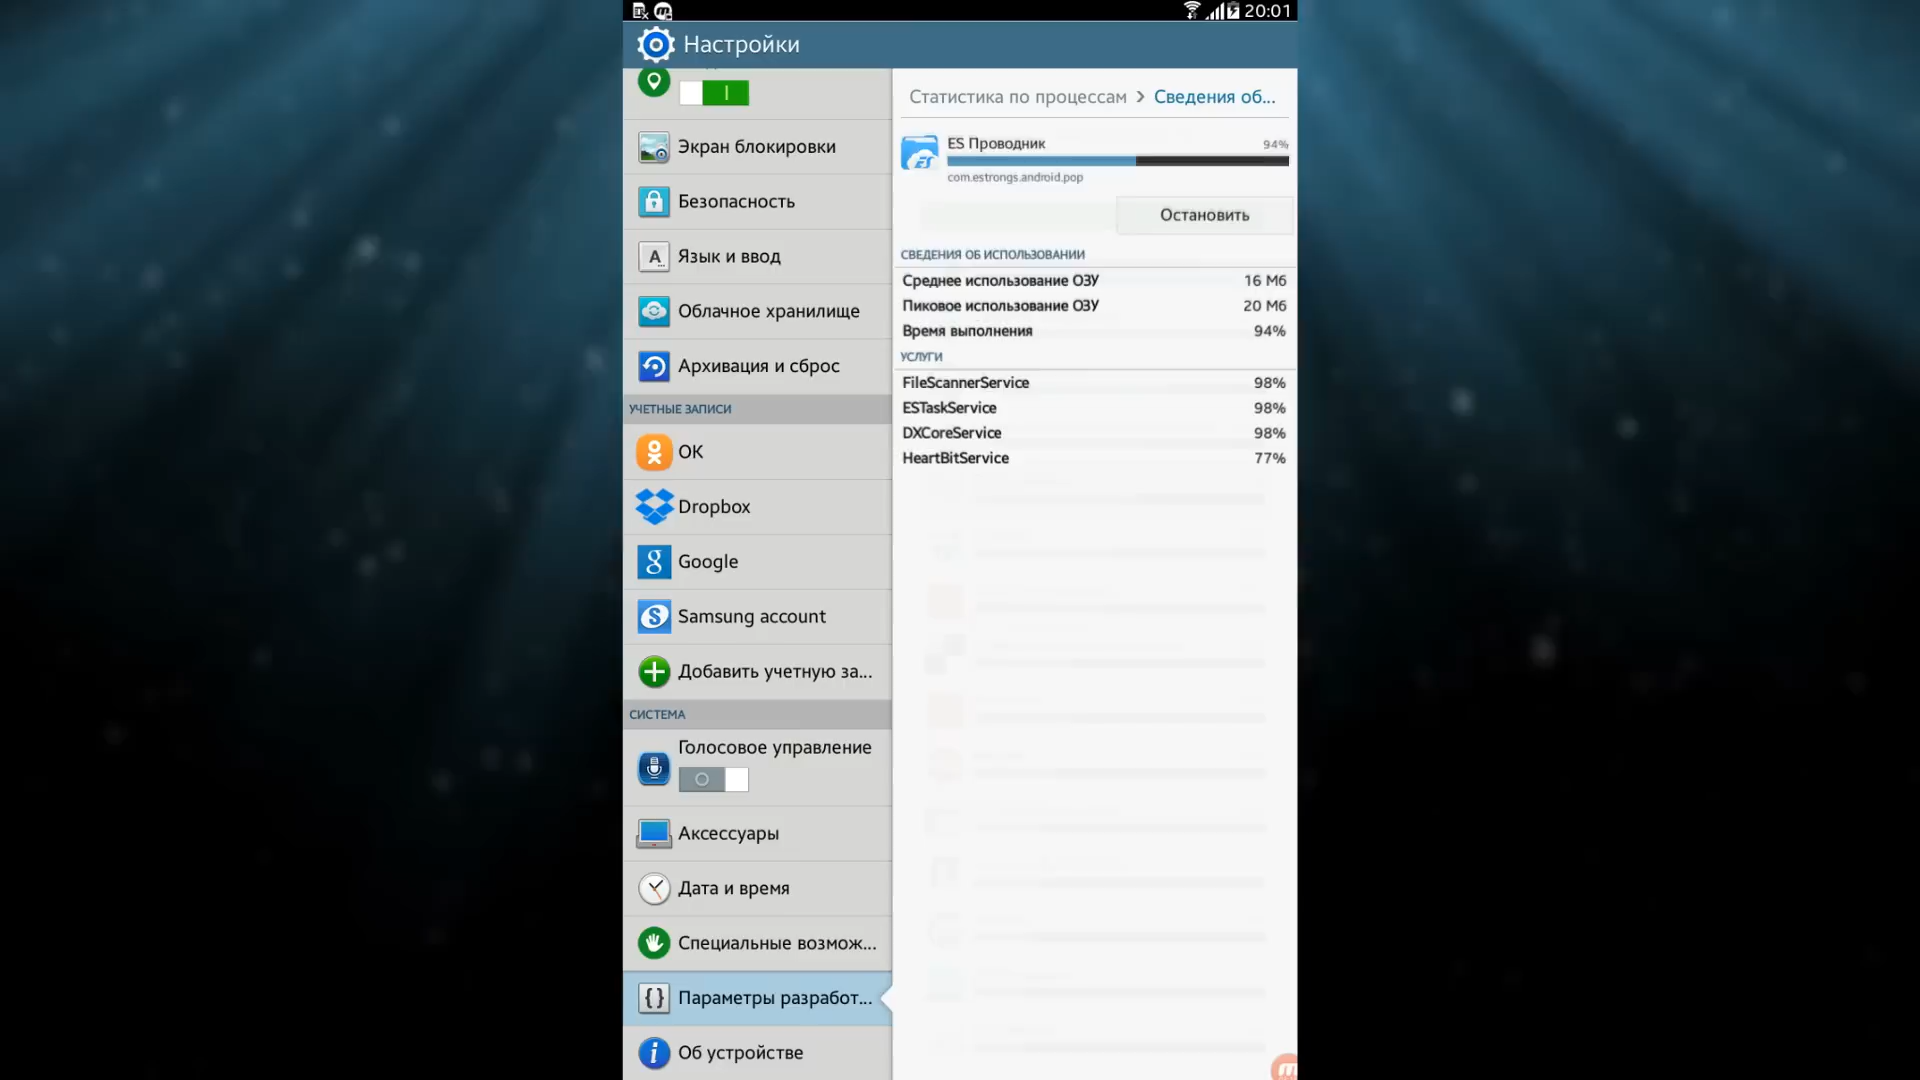 20:01
Настройки
Экран блокировки
Безопасность
Язык и ввод
Облачное хранилище
Архивация и сброс
УЧЕТНЫЕ ЗАПИСИ
ОК
Dropbox
Google
Samsung account
Добавить учетную за...
СИСТЕМА
Голосовое управление
Аксессуары
Дата и время
Специальные возмож...
Параметры разработ...
Об устройстве
Статистика по процессам > Сведения об...
ES Проводник 94%
com.estrongs.android.pop
Остановить
СВЕДЕНИЯ ОБ ИСПОЛЬЗОВАНИИ
Среднее использование ОЗУ 16 Мб
Пиковое использование ОЗУ 20 Мб
Время выполнения 94%
УСЛУГИ
FileScannerService 98%
ESTaskService 98%
DXCoreService 98%
HeartBitService 77%